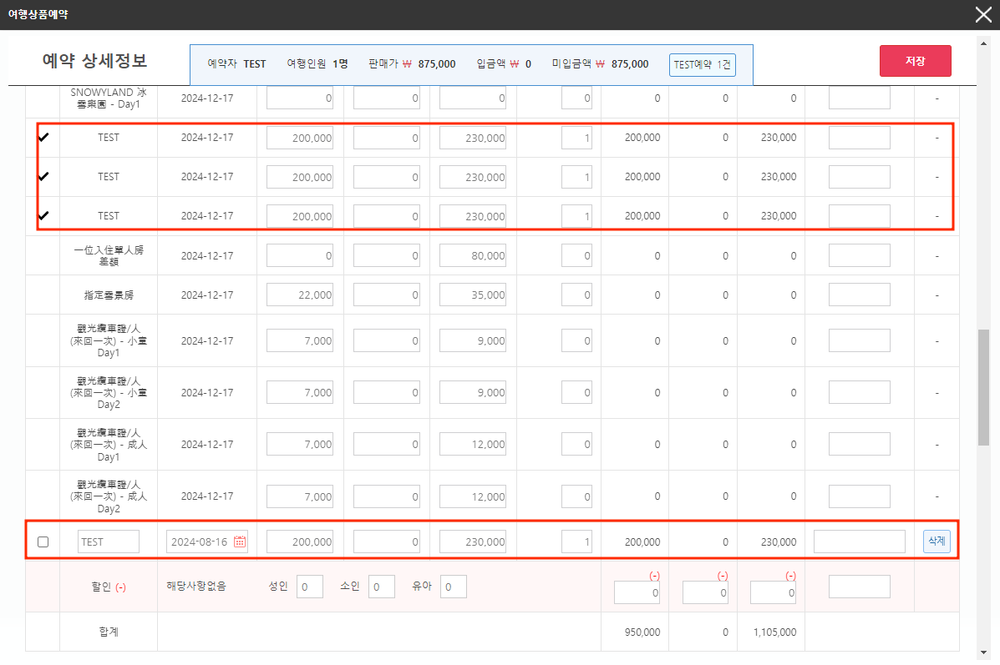 여행상품예약
예약 상세정보
예약자 TEST 여행인원 1명 판매가 ₩ 875,000 입금액 ₩ 0 미입금액 ₩ 875,000 TEST예약 1건
저장
SNOWYLAND 冰
雪樂園 - Day1 2024-12-17 0 0 0 0 0 0 0 -
TEST 2024-12-17 200,000 0 230,000 1 200,000 0 230,000 -
TEST 2024-12-17 200,000 0 230,000 1 200,000 0 230,000 -
TEST 2024-12-17 200,000 0 230,000 1 200,000 0 230,000 -
一位入住單人房
差額 2024-12-17 0 0 80,000 0 0 0 0 -
指定雪景房 2024-12-17 22,000 0 35,000 0 0 0 0 -
觀光纜車證/人
(來回一次) - 小童
Day1 2024-12-17 7,000 0 9,000 0 0 0 0 -
觀光纜車證/人
(來回一次) - 小童
Day2 2024-12-17 7,000 0 9,000 0 0 0 0 -
觀光纜車證/人
(來回一次) - 成人
Day1 2024-12-17 7,000 0 12,000 0 0 0 0 -
觀光纜車證/人
(來回一次) - 成人
Day2 2024-12-17 7,000 0 12,000 0 0 0 0 -
TEST 2024-08-16 200,000 0 230,000 1 200,000 0 230,000 삭제
할인 (-) 해당사항없음 성인 0 소인 0 유아 0 (-) 0 (-) 0 (-) 0
합계 950,000 0 1,105,000